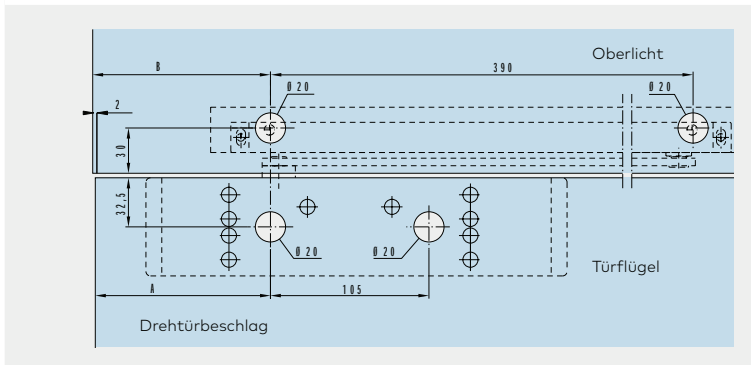 Oberlicht
B
390
Ø 20
Ø 20
2
30
32,5
Ø 20
Ø 20
Türflügel
A
105
Drehtürbeschlag